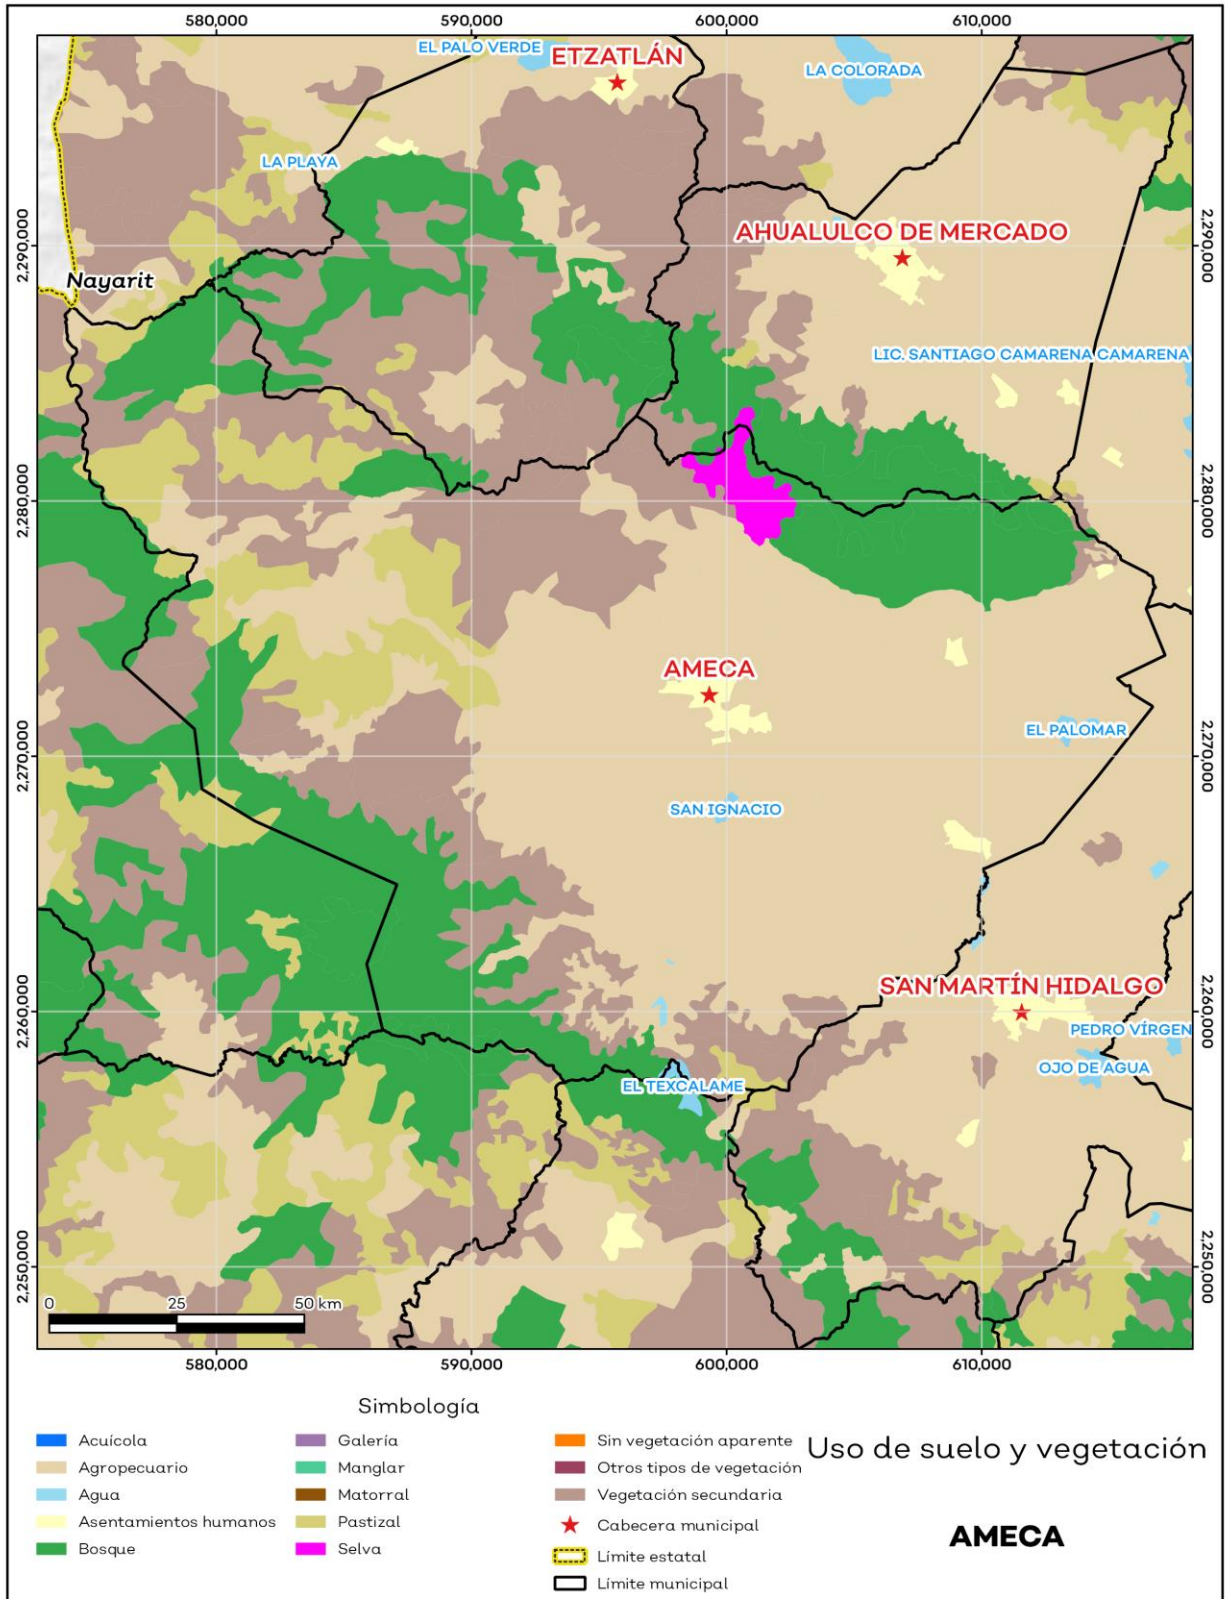 580,000
590,000
600,000
610,000
EL PALO VERDE
ETZATLÁN
LA COLORADA
LA PLAYA
2,290,000
AHUALULCO DE MERCADO
2,290,000
Nayarit
LIC. SANTIAGO CAMARENA CAMARENA
2,280,000
2,280,000
AMECA
EL PALOMAR
2,270,000
2,270,000
SAN IGNACIO
SAN MARTÍN HIDALGO
2,260,000
2,260,000
PEDRO VÍRGEN
OJO DE AGUA
EL TEXCALAME
2,250,000
2,250,000
0 25 50 km
580,000
590,000
600,000
610,000
Simbología
Acuícola
Agropecuario
Agua
Asentamientos humanos
Bosque
Galería
Manglar
Matorral
Pastizal
Selva
Sin vegetación aparente
Otros tipos de vegetación
Vegetación secundaria
Cabecera municipal
Límite estatal
Límite municipal
Uso de suelo y vegetación
AMECA